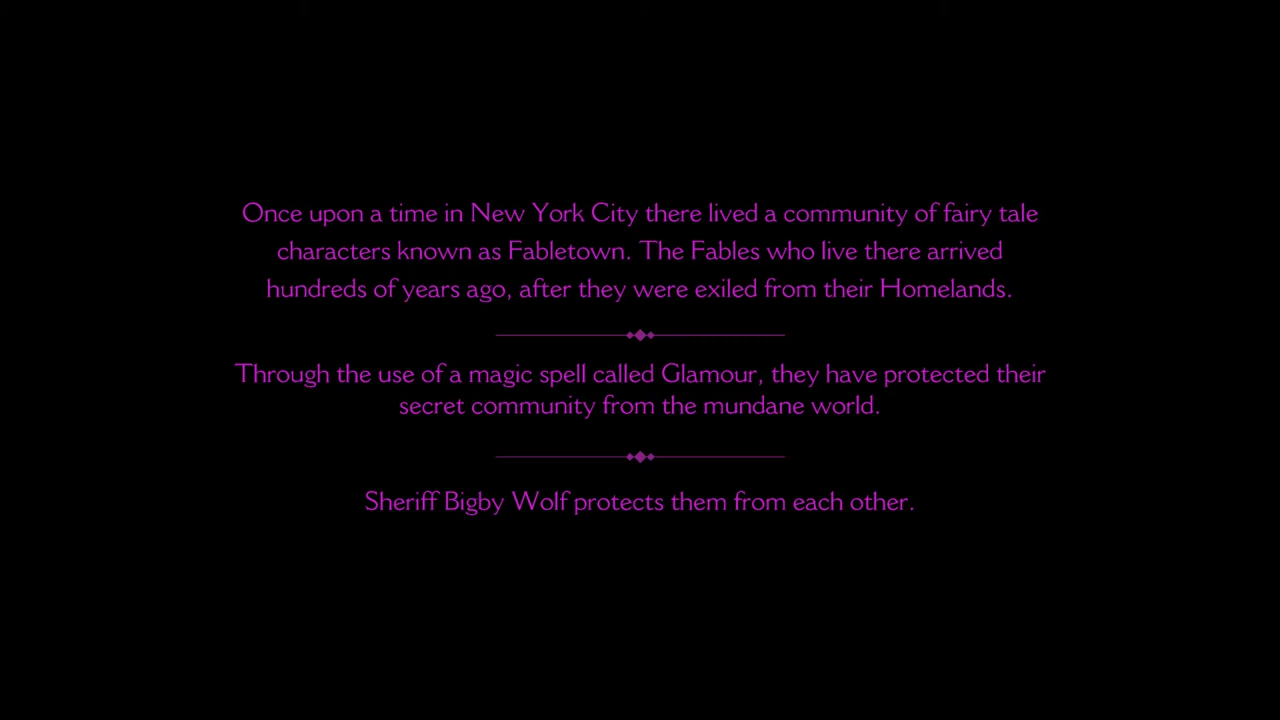 Once upon a time in New York City there lived a community of fairy tale
characters known as Fabletown. The Fables who live there arrived
hundreds of years ago, after they were exiled from their Homelands.
Through the use of a magic spell called Glamour, they have protected their
secret community from the mundane world.
Sheriff Bigby Wolf protects them from each other.